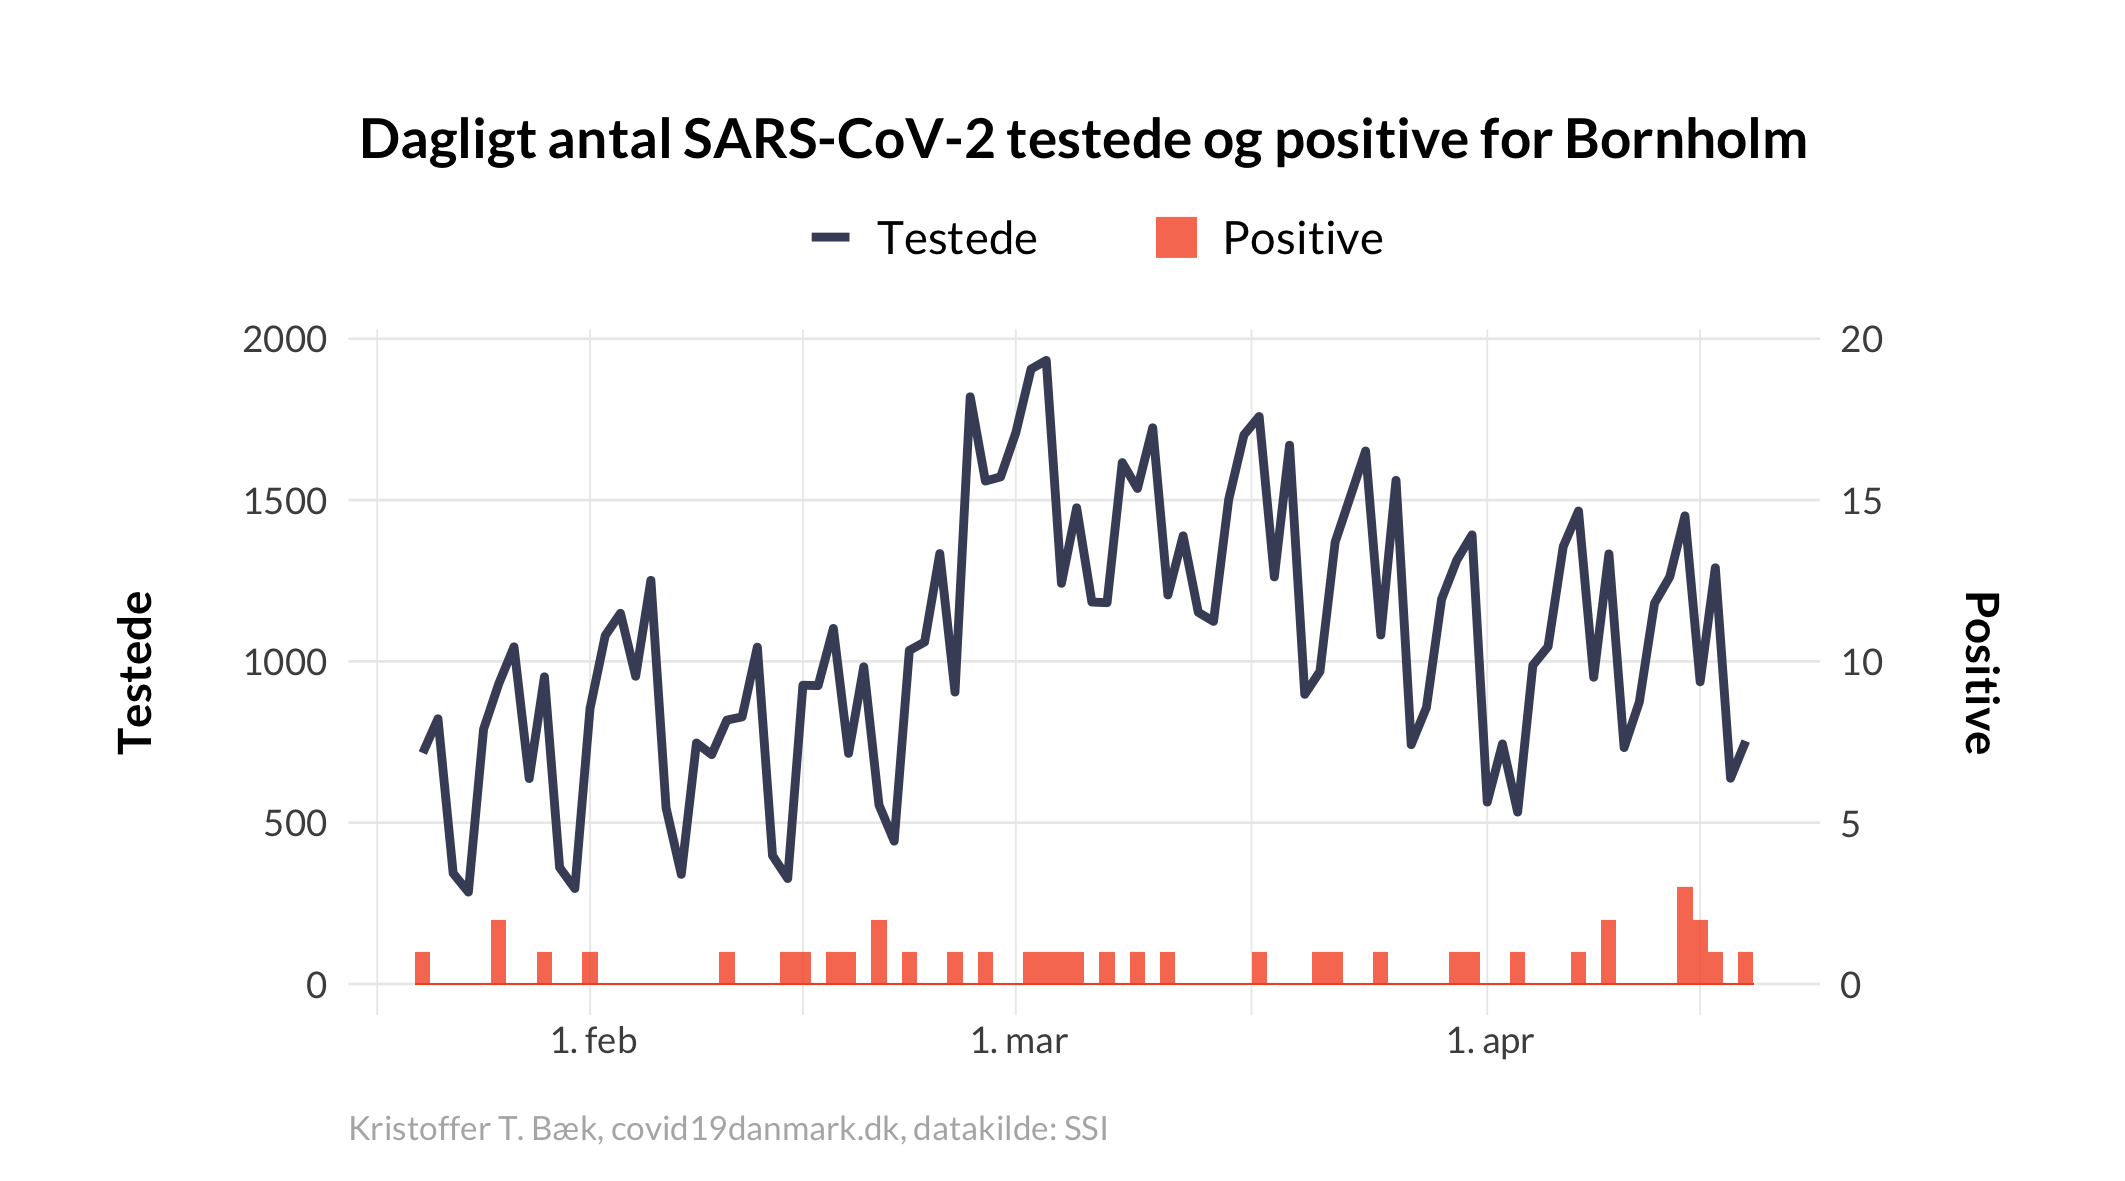 Dagligt antal SARS-CoV-2 testede og positive for Bornholm
Testede Positive
2000 20
1500 15
1000 10
500 5
0 0
Testede
Positive
1. feb 1. mar 1. apr
Kristoffer T. Bæk, covid19danmark.dk, datakilde: SSI